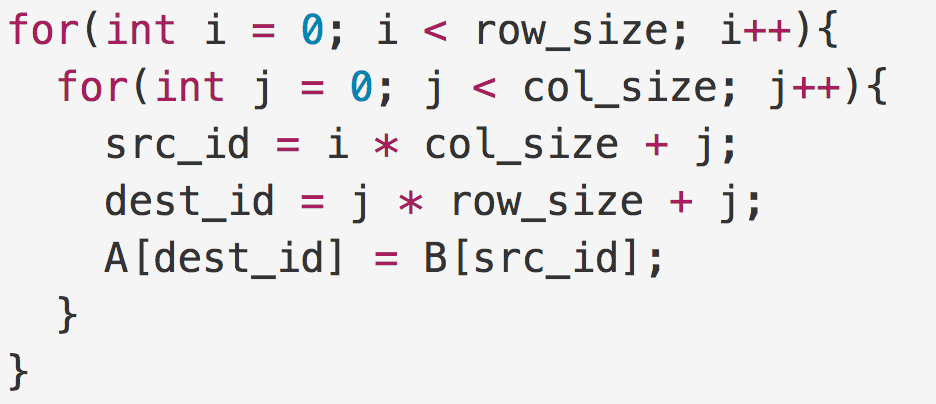 for(int i = 0; i < row_size; i++){
  for(int j = 0; j < col_size; j++){
    src_id = i * col_size + j;
    dest_id = j * row_size + j;
    A[dest_id] = B[src_id];
  }
}